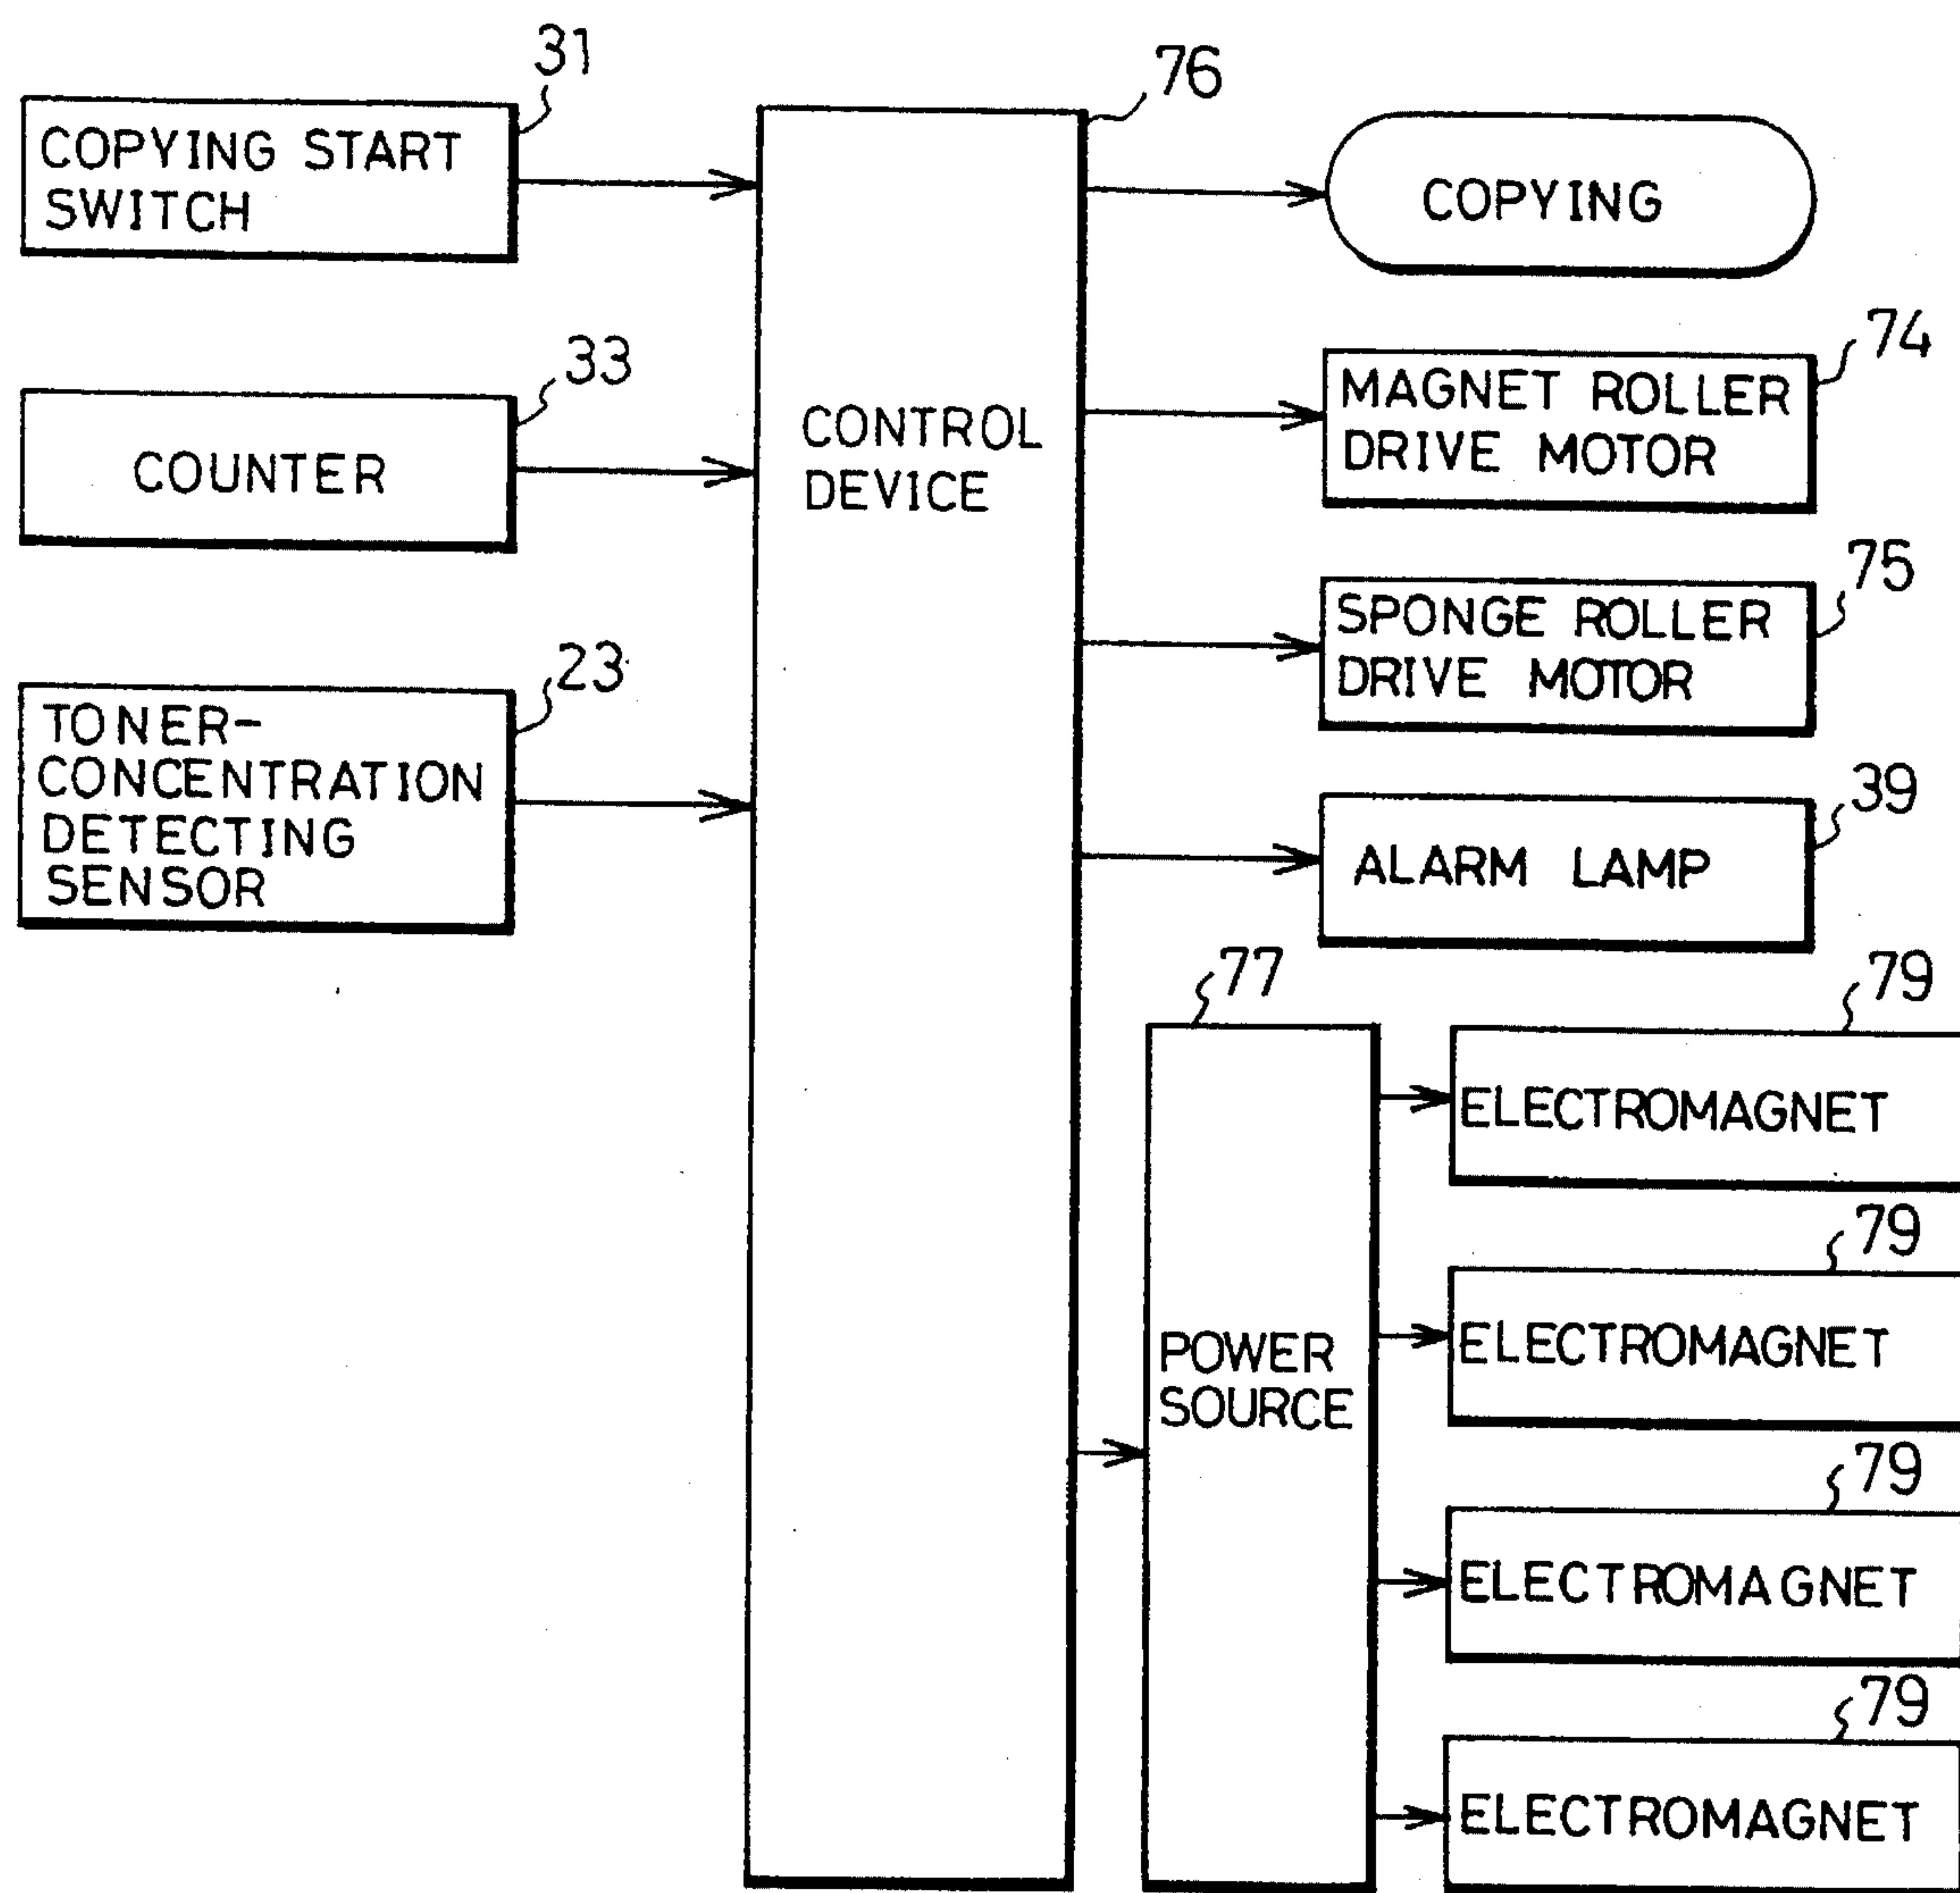 31
COPYING START
SWITCH
33
COUNTER
23
TONER-
CONCENTRATION
DETECTING
SENSOR
76
CONTROL
DEVICE
COPYING
74
MAGNET ROLLER
DRIVE MOTOR
75
SPONGE ROLLER
DRIVE MOTOR
39
ALARM LAMP
77
POWER
SOURCE
79
ELECTROMAGNET
79
ELECTROMAGNET
79
ELECTROMAGNET
79
ELECTROMAGNET